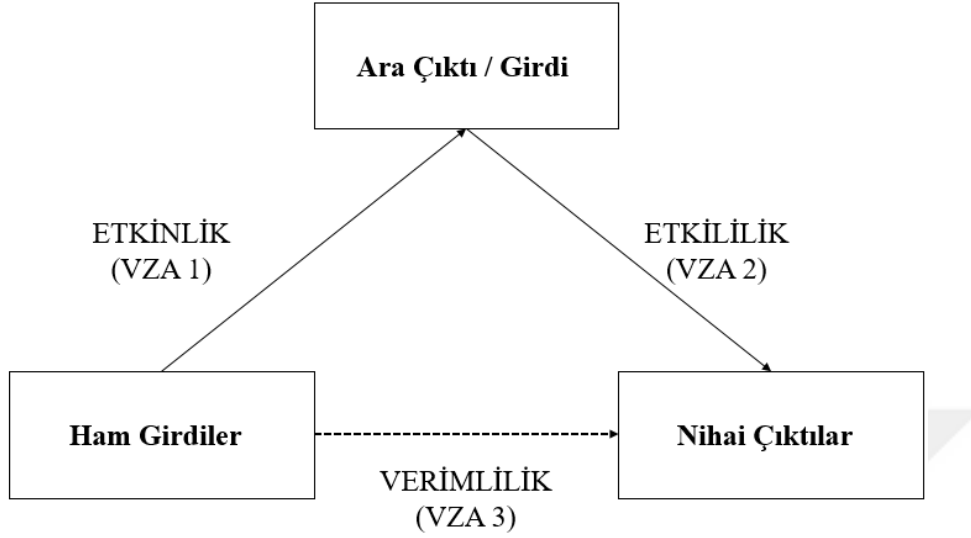 Ara Çıktı / Girdi
ETKİNLİK
(VZA 1)
ETKİLİLİK
(VZA 2)
Ham Girdiler
Nihai Çıktılar
VERİMLİLİK
(VZA 3)